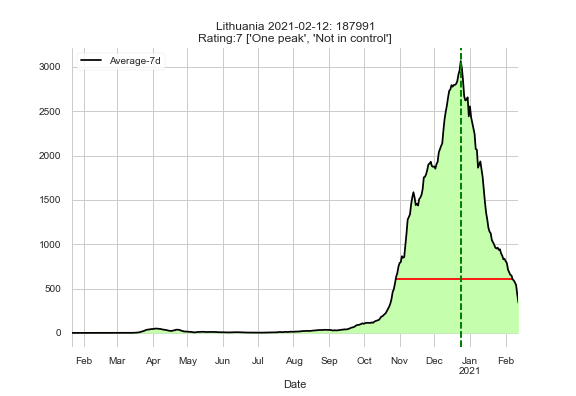 Lithuania 2021-02-12: 187991
Rating:7 ['One peak', 'Not in control']
Average-7d
3000
2500
2000
1500
1000
500
0
Feb Mar Apr May Jun Jul Aug Sep Oct Nov Dec Jan Feb
2021
Date